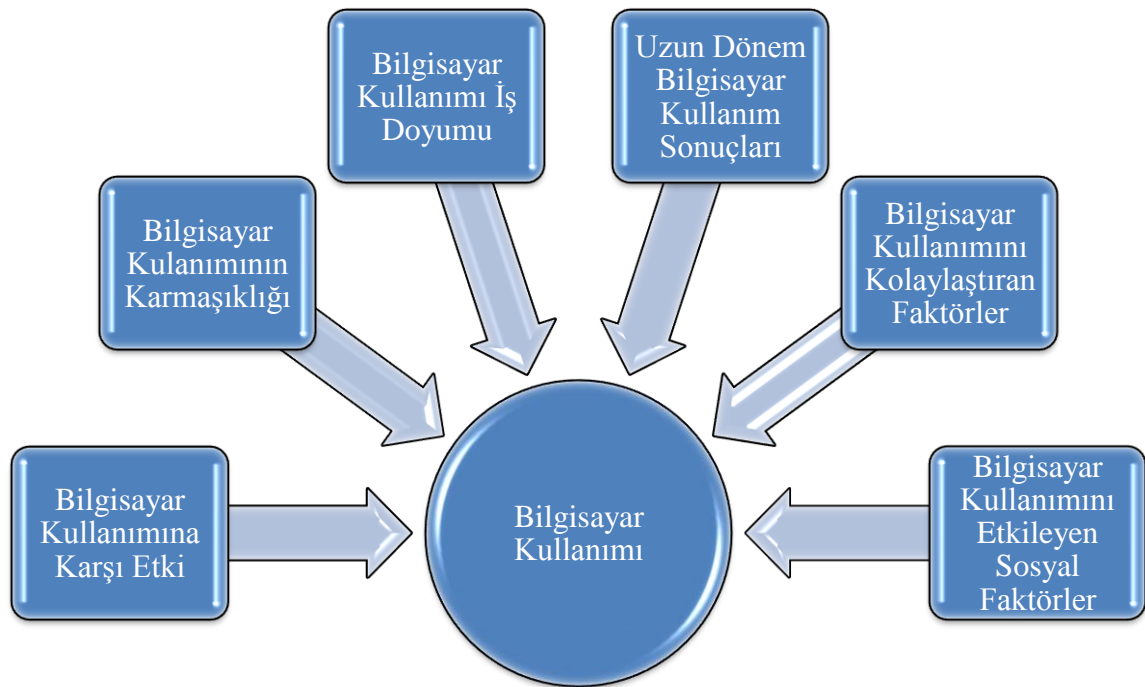 Bilgisayar
Kullanımına
Karşı Etki
Bilgisayar
Kulanımının
Karmaşıklığı
Bilgisayar
Kullanımı İş
Doyumu
Uzun Dönem
Bilgisayar
Kullanım
Sonuçları
Bilgisayar
Kullanımını
Kolaylaştıran
Faktörler
Bilgisayar
Kullanımını
Etkileyen
Sosyal
Faktörler
Bilgisayar
Kullanımı